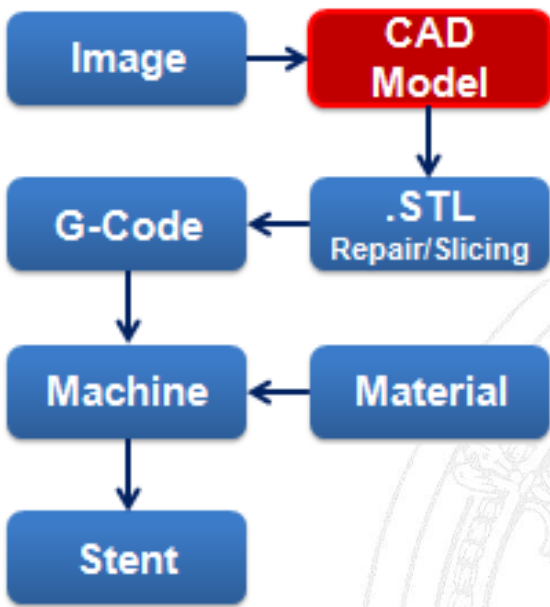 Image
CAD
Model
G-Code
.STL
Repair/Slicing
Machine
Material
Stent